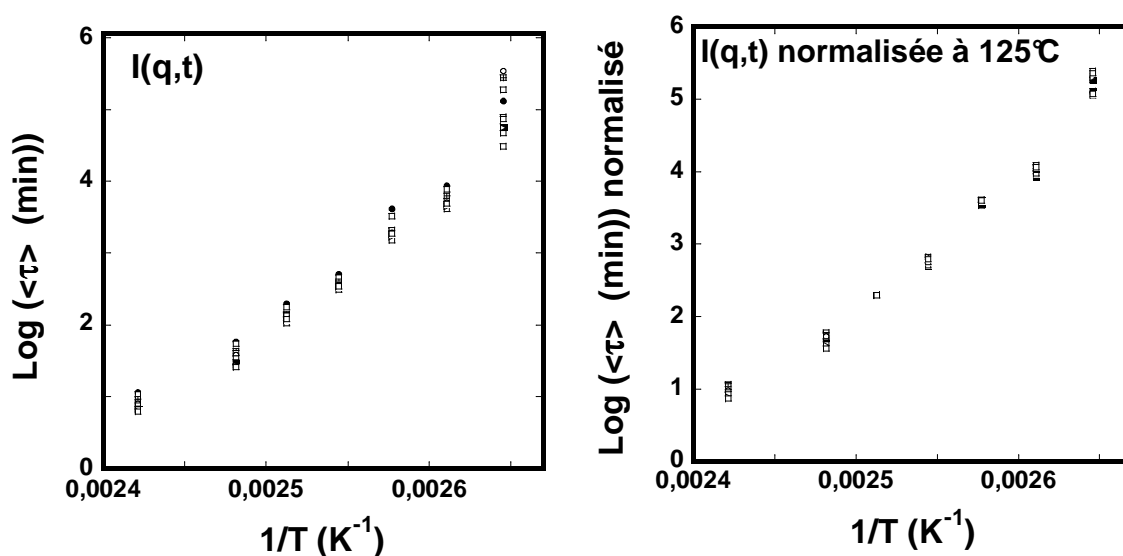 I(q,t)
Log (<τ> (min))
6
4
2
0
0,0024
0,0025
0,0026
1/T (K⁻¹)
I(q,t) normalisée à 125°C
Log (<τ> (min)) normalisé
6
5
4
3
2
1
0
0,0024
0,0025
0,0026
1/T (K⁻¹)